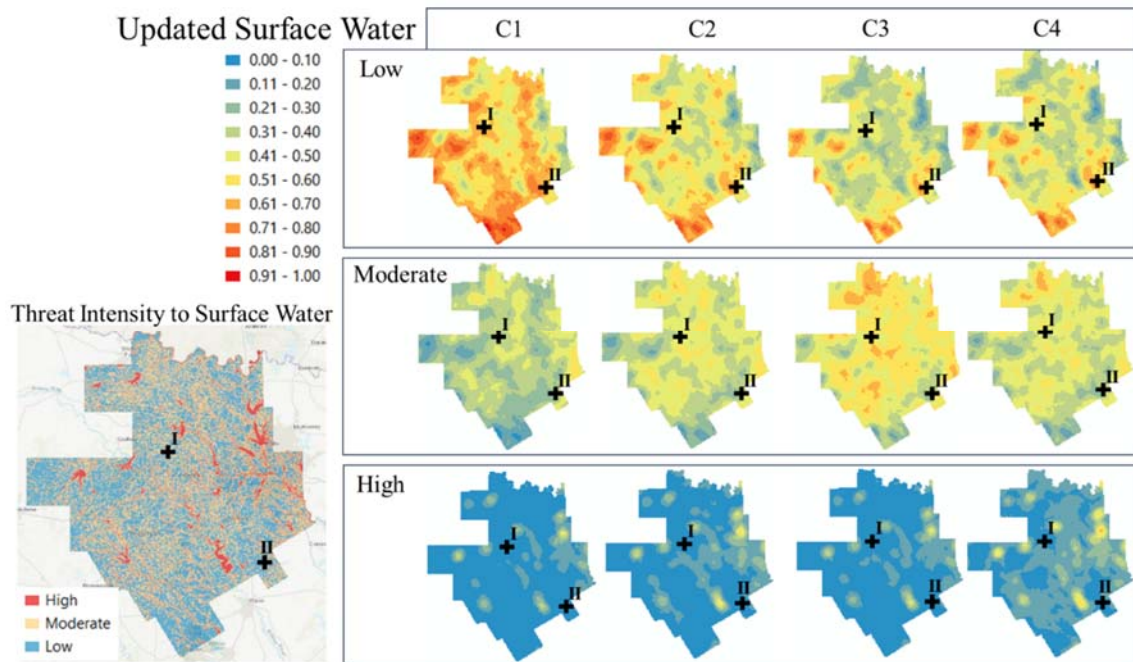 Updated Surface Water
C1 C2 C3 C4
0.00 - 0.10
0.11 - 0.20
0.21 - 0.30
0.31 - 0.40
0.41 - 0.50
0.51 - 0.60
0.61 - 0.70
0.71 - 0.80
0.81 - 0.90
0.91 - 1.00
Low
I I I I
II II II II
Moderate
I I I I
II II II II
High
I I I I
II II II II
Threat Intensity to Surface Water
I
II
High
Moderate
Low